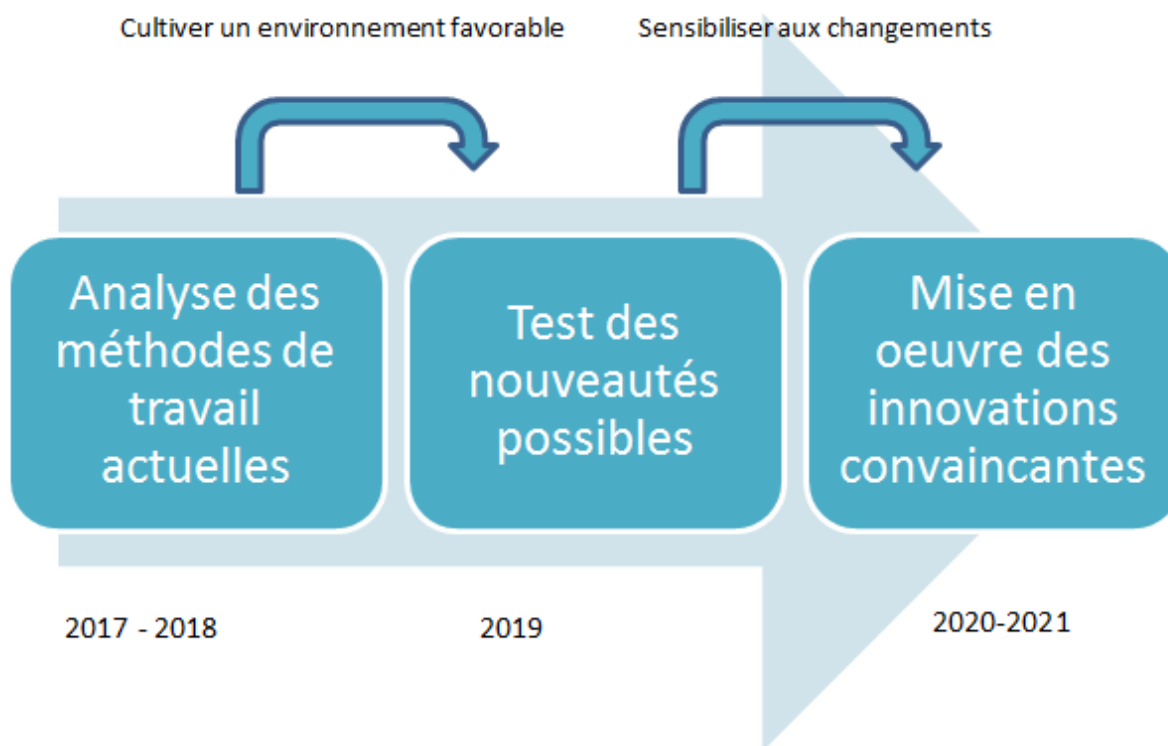 Cultiver un environnement favorable
Sensibiliser aux changements
Analyse des
méthodes de
travail
actuelles
Test des
nouveautés
possibles
Mise en
oeuvre des
innovations
convaincantes
2017 - 2018
2019
2020-2021